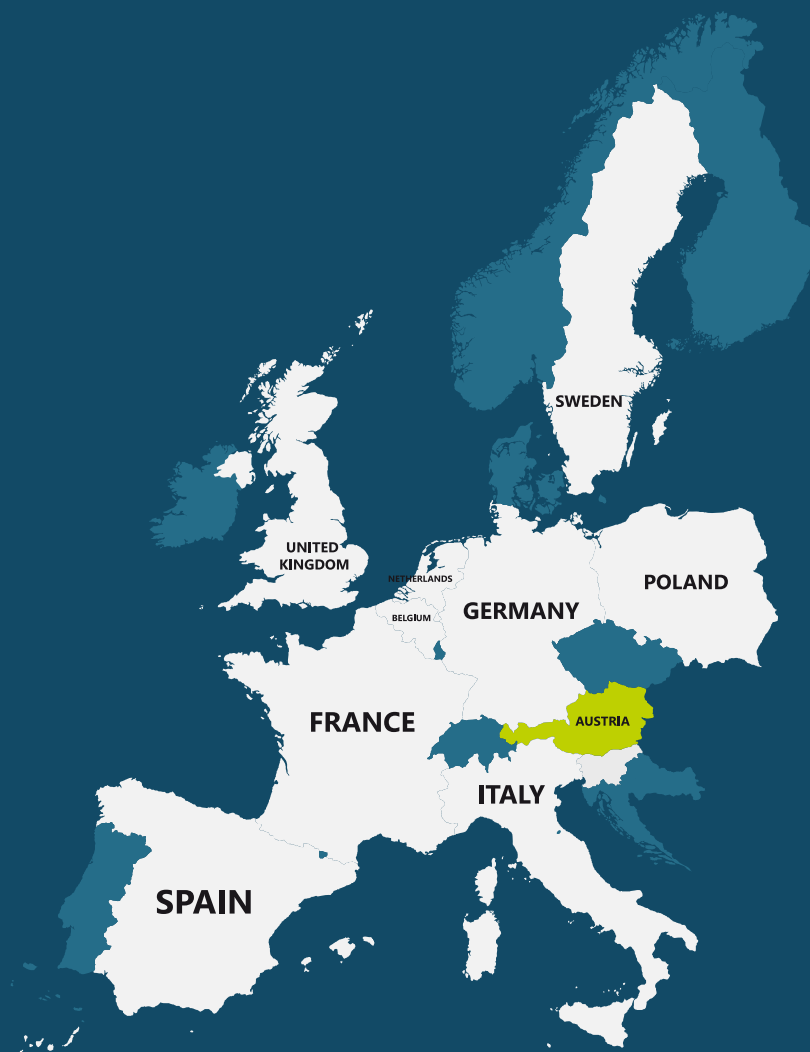 SWEDEN
UNITED
KINGDOM
NETHERLANDS
POLAND
GERMANY
BELGIUM
FRANCE
AUSTRIA
ITALY
SPAIN